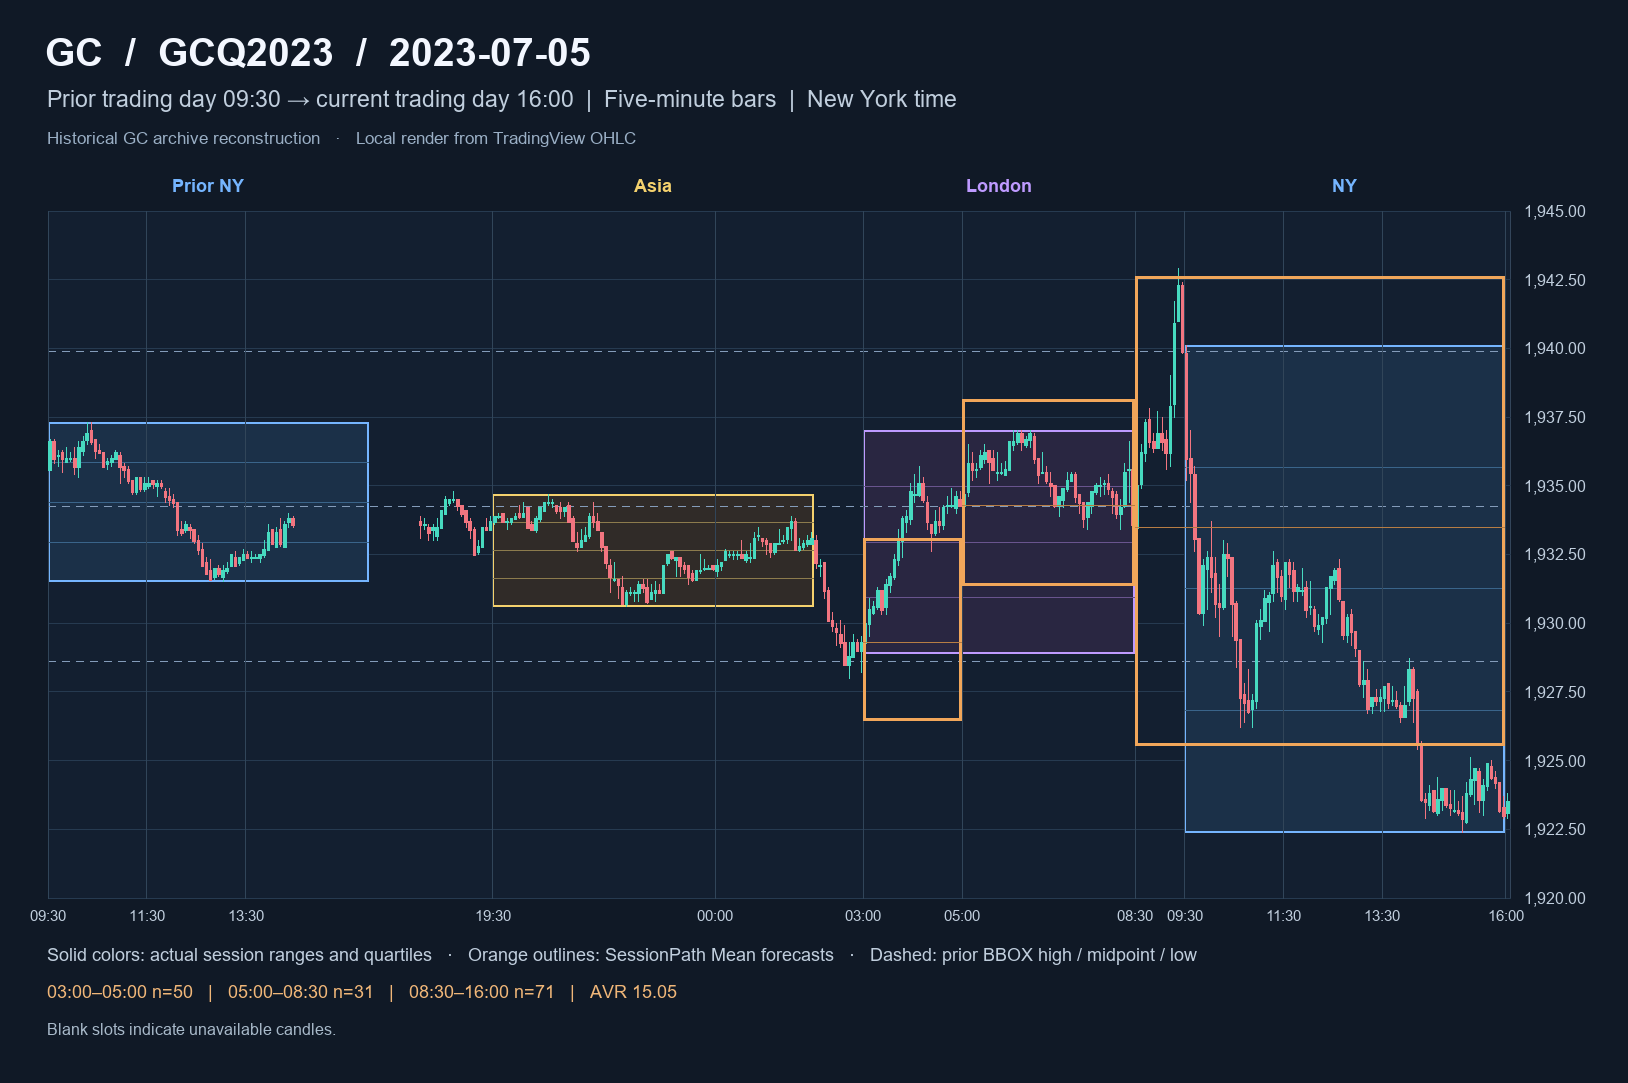 GC / GCQ2023 / 2023-07-05
Prior trading day 09:30 → current trading day 16:00 | Five-minute bars | New York time
Historical GC archive reconstruction · Local render from TradingView OHLC
Prior NY Asia London NY
1,945.00
1,942.50
1,940.00
1,937.50
1,935.00
1,932.50
1,930.00
1,927.50
1,925.00
1,922.50
1,920.00
09:30 11:30 13:30 19:30 00:00 03:00 05:00 08:30 09:30 11:30 13:30 16:00
Solid colors: actual session ranges and quartiles · Orange outlines: SessionPath Mean forecasts · Dashed: prior BBOX high / midpoint / low
03:00–05:00 n=50 | 05:00–08:30 n=31 | 08:30–16:00 n=71 | AVR 15.05
Blank slots indicate unavailable candles.